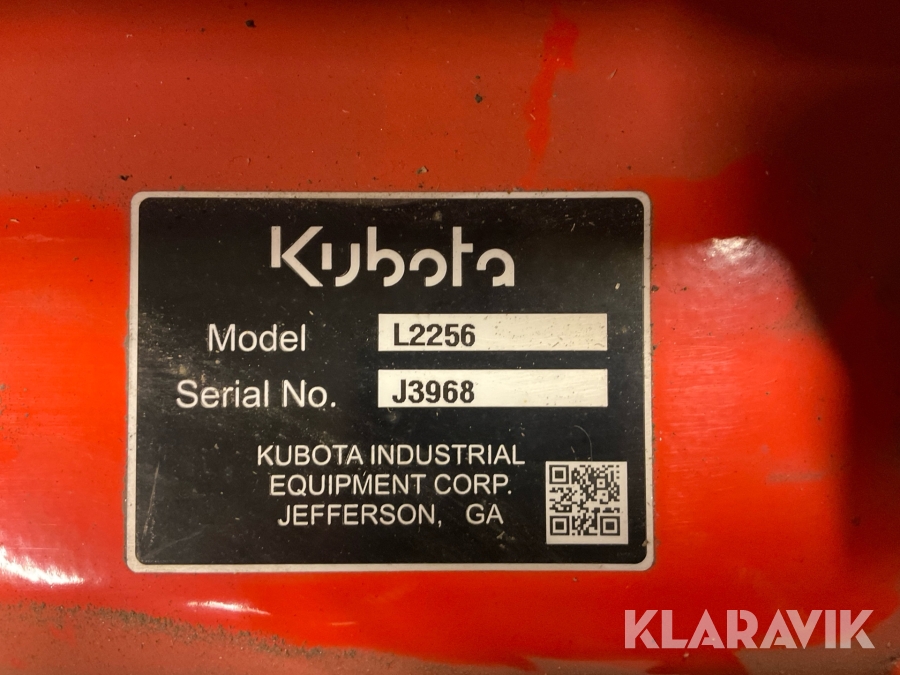 Kubota
Model L2256
Serial No. J3968
KUBOTA INDUSTRIAL
EQUIPMENT CORP.
JEFFERSON, GA
KLARAVIK